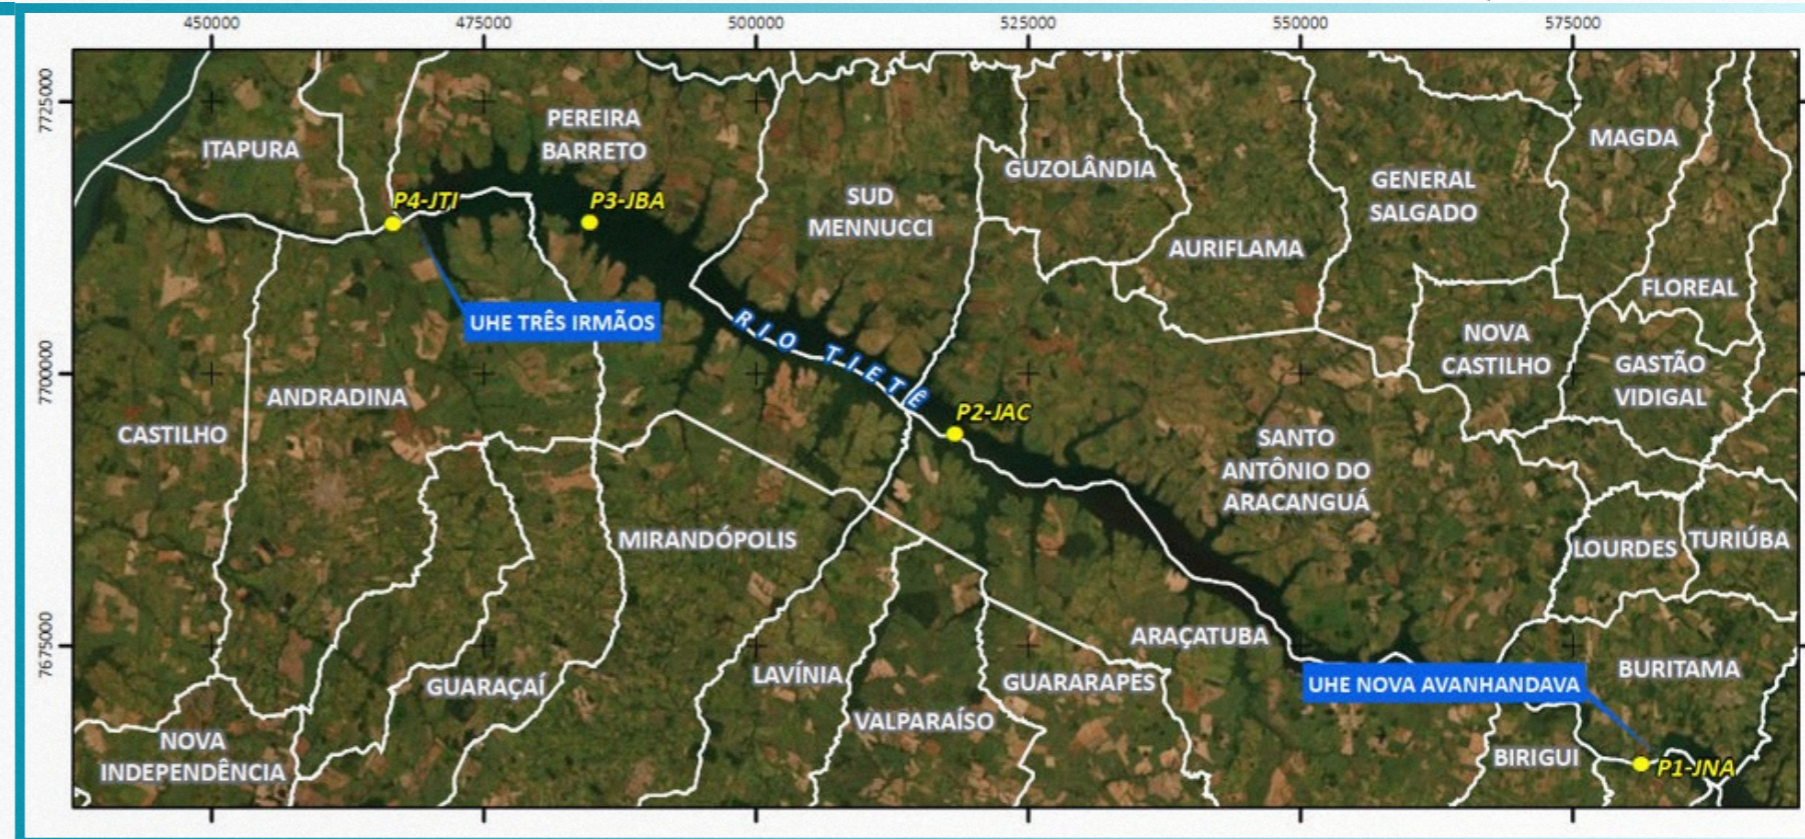 450000
475000
500000
525000
550000
575000
7725000
7700000
7675000
ITAPURA
PEREIRA
BARRETO
P4-JTI
P3-JBA
SUD
MENNUCCI
GUZOLÂNDIA
AURIFLAMA
GENERAL
SALGADO
MAGDA
FLOREAL
UHE TRÊS IRMÃOS
RIO TIETÊ
NOVA
CASTILHO
GASTÃO
VIDIGAL
ANDRADINA
CASTILHO
P2-JAC
SANTO
ANTÔNIO DO
ARACANGUÁ
MIRANDÓPOLIS
LOURDES
TURIÚBA
ARAÇATUBA
GUARAÇAÍ
LAVÍNIA
GUARARAPES
UHE NOVA AVANHANDAVA
BURITAMA
VALPARAÍSO
NOVA
INDEPENDÊNCIA
BIRIGUI
P1-JNA